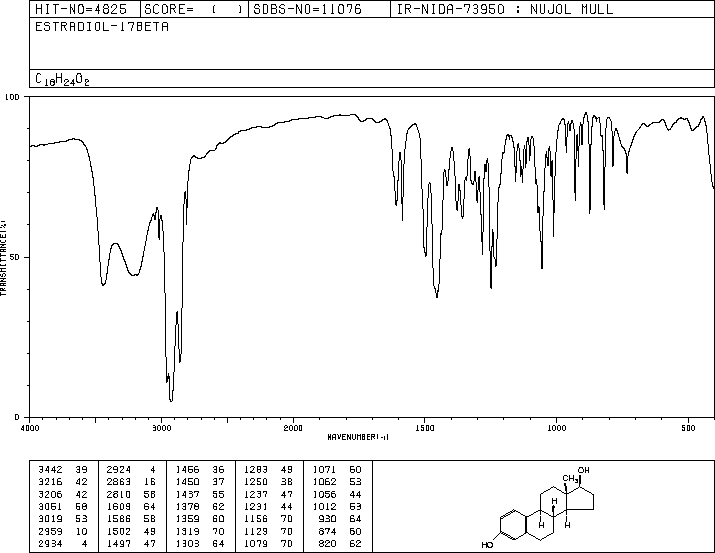 HIT-NO=4825 SCORE= ( ) SDBS-NO=11076 IR-NIDA-73950 : NUJOL MULL
ESTRADIOL-17BETA
C18H24O2
100
50
0
TRANSMITTANCE(%)
4000 3000 2000 1500 1000 500
WAVENUMBER(-1)
3442 39 2924 4 1466 36 1283 49 1071 60
3216 42 2863 16 1450 37 1250 38 1062 53
3206 42 2810 58 1437 55 1237 47 1056 44
3051 60 1609 64 1378 62 1231 44 1012 53
3019 53 1586 58 1359 60 1156 70 930 64
2959 10 1502 49 1319 70 1129 70 874 60
2934 4 1497 47 1303 64 1079 70 820 62
OH
CH3
H
H H
HO